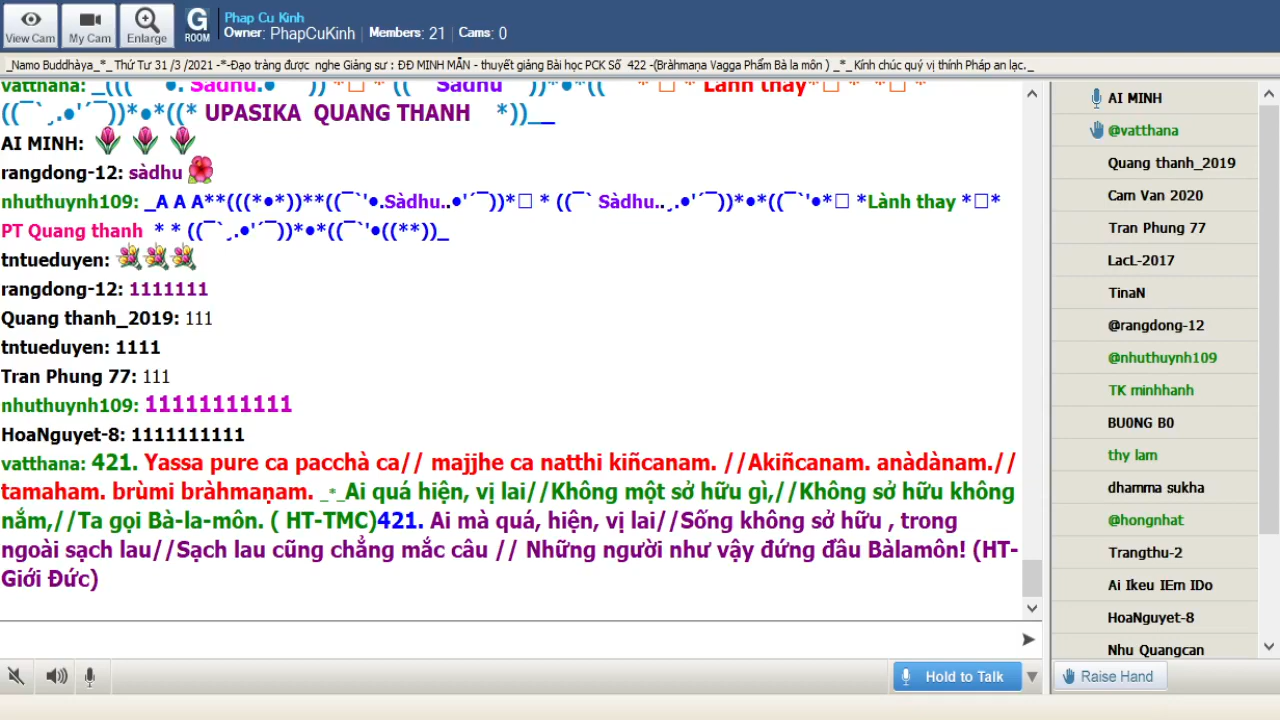 View Cam
My Cam
Enlarge
G
ROOM
Phap Cu Kinh
Owner: PhapCuKinh
Members: 21
Cams: 0
_Namo Buddhàya_*_ Thứ Tư 31 /3 /2021 -*-Đạo tràng được nghe Giảng sư : ĐĐ MINH MẪN - thuyết giảng Bài học PCK Số 422 -(Bràhmaṇa Vagga Phẩm Bà la môn ) _*_ Kính chúc quý vị thính Pháp an lạc._
vatthana: _((( ¯`●. Sàdhu.●´¯)) *□ * ((¯` Sàdhu ´¯))*●*((¯` * □ * Lành thay*□ * *□ *
((¯`¸.●'´¯))*●*((* UPASIKA QUANG THANH *))__
AI MINH:
rangdong-12: sàdhu
nhuthuynh109: _A A A**(((*●*))**((¯`'●.Sàdhu..●'´¯))*□ * ((¯` Sàdhu..¸.●'´¯))*●*((¯`'●*□ *Lành thay *□*
PT Quang thanh * * ((¯`¸.●'´¯))*●*((¯`'●((**))_
tntueduyen:
rangdong-12: 1111111
Quang thanh_2019: 111
tntueduyen: 1111
Tran Phung 77: 111
nhuthuynh109: 11111111111
HoaNguyet-8: 1111111111
vatthana: 421. Yassa pure ca pacchà ca// majjhe ca natthi kiñcanam. //Akiñcanam. anàdànam.//
tamaham. brùmi bràhmaṇam. _*_Ai quá hiện, vị lai//Không một sở hữu gì,//Không sở hữu không
nắm,//Ta gọi Bà-la-môn. ( HT-TMC)421. Ai mà quá, hiện, vị lai//Sống không sở hữu , trong
ngoài sạch lau//Sạch lau cũng chẳng mắc câu // Những người như vậy đứng đầu Bàlamôn! (HT-
Giới Đức)
Hold to Talk
AI MINH
@vatthana
Quang thanh_2019
Cam Van 2020
Tran Phung 77
LacL-2017
TinaN
@rangdong-12
@nhuthuynh109
TK minhhanh
BU0NG B0
thy lam
dhamma sukha
@hongnhat
Trangthu-2
Ai Ikeu IEm IDo
HoaNguyet-8
Nhu Quangcan
Raise Hand